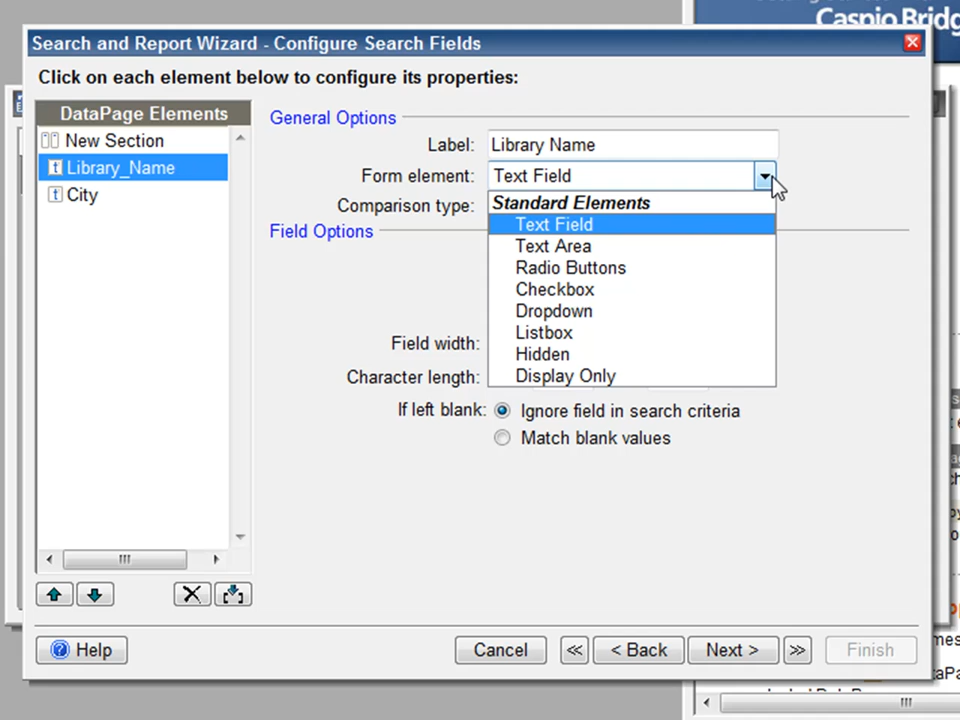 Caspio Bridg
Search and Report Wizard - Configure Search Fields
Click on each element below to configure its properties:
DataPage Elements
New Section
Library_Name
City
General Options
Label: Library Name
Form element: Text Field
Comparison type:
Standard Elements
Text Field
Text Area
Radio Buttons
Checkbox
Dropdown
Listbox
Hidden
Display Only
Field Options
Field width:
Character length:
If left blank: Ignore field in search criteria
Match blank values
Help
Cancel
<<
< Back
Next >
>>
Finish